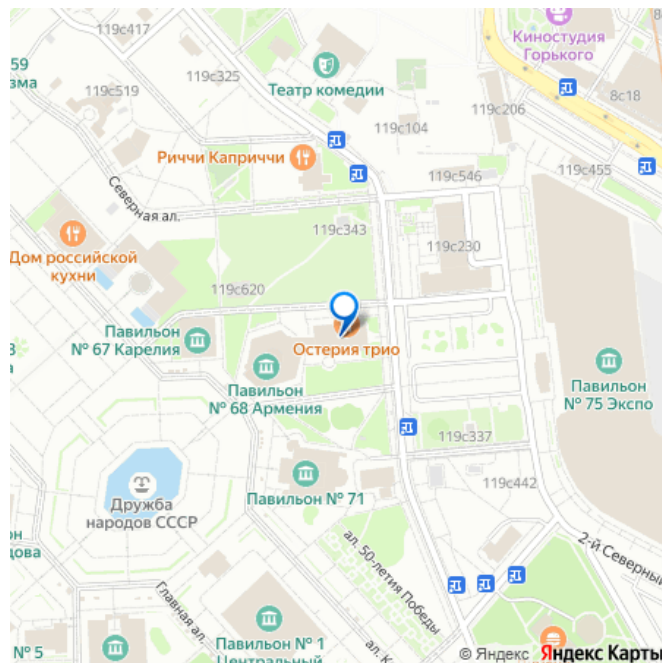 119с417
59
зма
119с519
119с325
Театр комедии
Киностудия
Горького
8с18
119с206
119с104
Риччи Каприччи
119с546
119с455
Северная ал.
119с343
119с230
Дом российской
кухни
119с620
Павильон
№ 67 Карелия
Остерия трио
Павильон
№ 68 Армения
Павильон
№ 75 Экспо
3
а
119с337
Павильон № 71
119с442
Дружба
народов СССР
он
дова
ал. 50-летия Победы
2-й Северный
Главная ал.
Павильон № 1
Центральный
ал. К
№ 5
© Яндекс Яндекс Карты